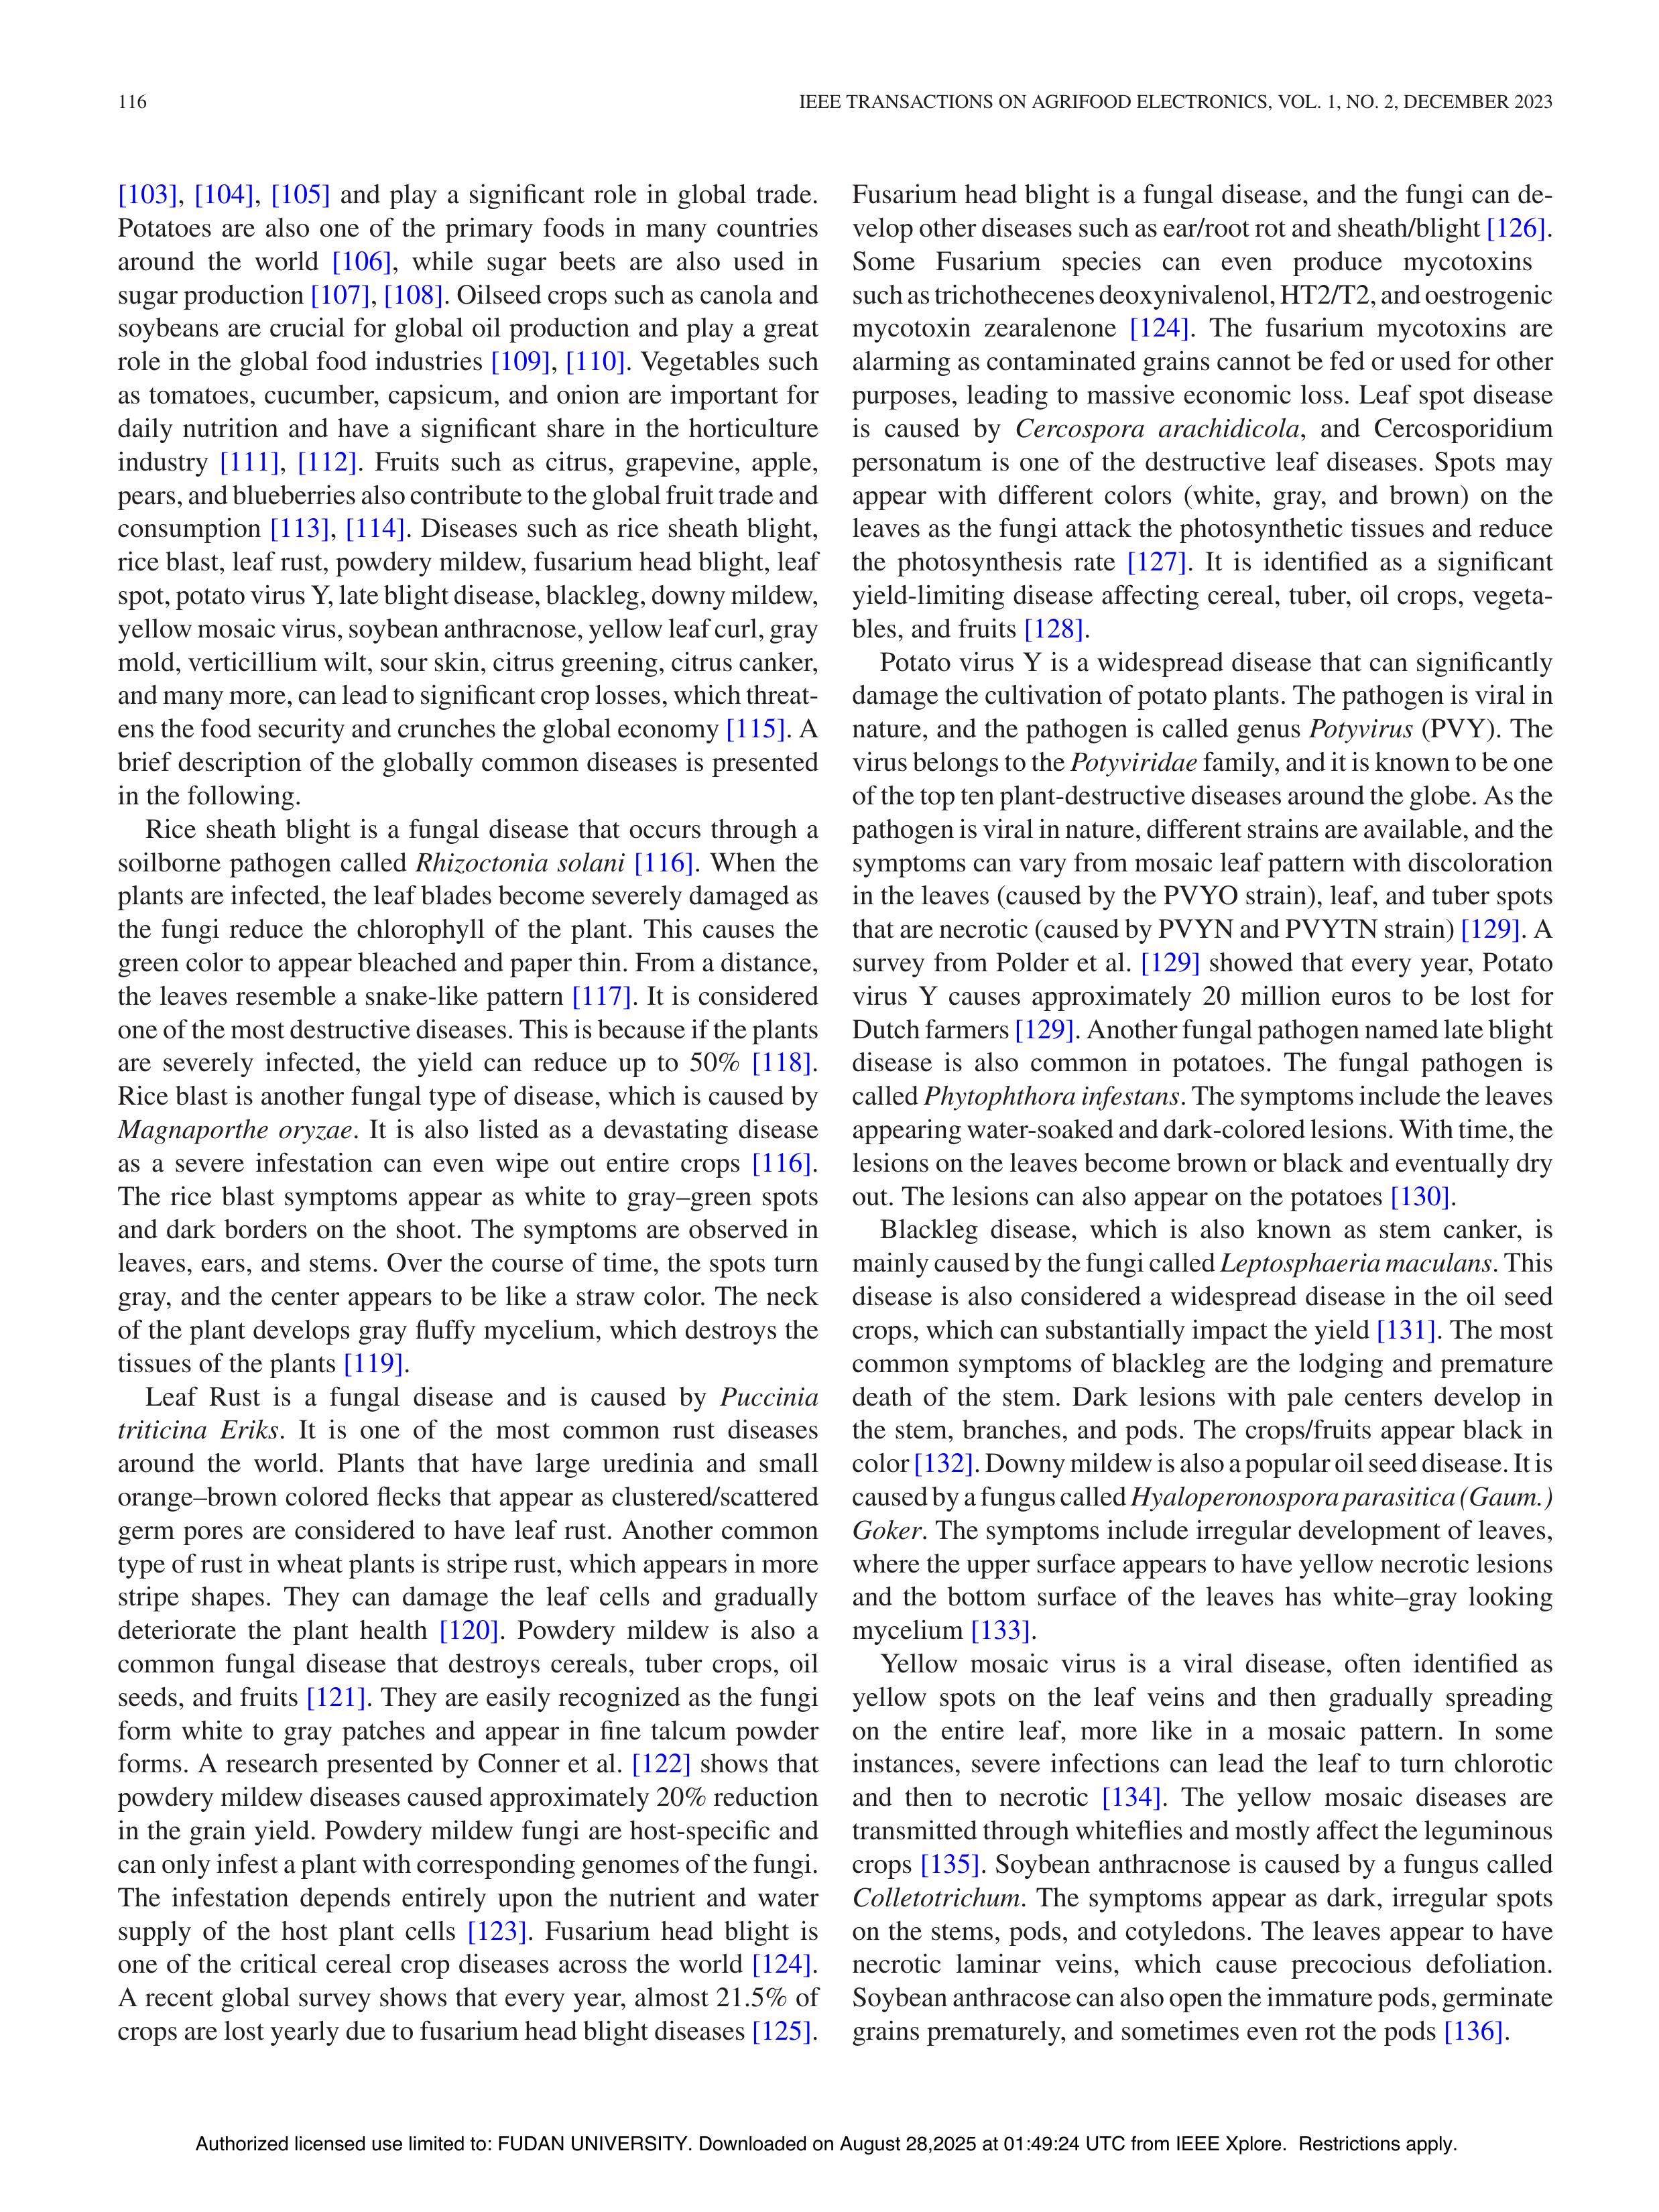 116
IEEE TRANSACTIONS ON AGRIFOOD ELECTRONICS, VOL. 1, NO. 2, DECEMBER 2023
[103], [104], [105] and play a significant role in global trade.
Potatoes are also one of the primary foods in many countries
around the world [106], while sugar beets are also used in
sugar production [107], [108]. Oilseed crops such as canola and
soybeans are crucial for global oil production and play a great
role in the global food industries [109], [110]. Vegetables such
as tomatoes, cucumber, capsicum, and onion are important for
daily nutrition and have a significant share in the horticulture
industry [111], [112]. Fruits such as citrus, grapevine, apple,
pears, and blueberries also contribute to the global fruit trade and
consumption [113], [114]. Diseases such as rice sheath blight,
rice blast, leaf rust, powdery mildew, fusarium head blight, leaf
spot, potato virus Y, late blight disease, blackleg, downy mildew,
yellow mosaic virus, soybean anthracnose, yellow leaf curl, gray
mold, verticillium wilt, sour skin, citrus greening, citrus canker,
and many more, can lead to significant crop losses, which threat-
ens the food security and crunches the global economy [115]. A
brief description of the globally common diseases is presented
in the following.
Rice sheath blight is a fungal disease that occurs through a
soilborne pathogen called Rhizoctonia solani [116]. When the
plants are infected, the leaf blades become severely damaged as
the fungi reduce the chlorophyll of the plant. This causes the
green color to appear bleached and paper thin. From a distance,
the leaves resemble a snake-like pattern [117]. It is considered
one of the most destructive diseases. This is because if the plants
are severely infected, the yield can reduce up to 50% [118].
Rice blast is another fungal type of disease, which is caused by
Magnaporthe oryzae. It is also listed as a devastating disease
as a severe infestation can even wipe out entire crops [116].
The rice blast symptoms appear as white to gray–green spots
and dark borders on the shoot. The symptoms are observed in
leaves, ears, and stems. Over the course of time, the spots turn
gray, and the center appears to be like a straw color. The neck
of the plant develops gray fluffy mycelium, which destroys the
tissues of the plants [119].
Leaf Rust is a fungal disease and is caused by Puccinia
triticina Eriks. It is one of the most common rust diseases
around the world. Plants that have large uredinia and small
orange–brown colored flecks that appear as clustered/scattered
germ pores are considered to have leaf rust. Another common
type of rust in wheat plants is stripe rust, which appears in more
stripe shapes. They can damage the leaf cells and gradually
deteriorate the plant health [120]. Powdery mildew is also a
common fungal disease that destroys cereals, tuber crops, oil
seeds, and fruits [121]. They are easily recognized as the fungi
form white to gray patches and appear in fine talcum powder
forms. A research presented by Conner et al. [122] shows that
powdery mildew diseases caused approximately 20% reduction
in the grain yield. Powdery mildew fungi are host-specific and
can only infest a plant with corresponding genomes of the fungi.
The infestation depends entirely upon the nutrient and water
supply of the host plant cells [123]. Fusarium head blight is
one of the critical cereal crop diseases across the world [124].
A recent global survey shows that every year, almost 21.5% of
crops are lost yearly due to fusarium head blight diseases [125].
Fusarium head blight is a fungal disease, and the fungi can de-
velop other diseases such as ear/root rot and sheath/blight [126].
Some Fusarium species can even produce mycotoxins
such as trichothecenes deoxynivalenol, HT2/T2, and oestrogenic
mycotoxin zearalenone [124]. The fusarium mycotoxins are
alarming as contaminated grains cannot be fed or used for other
purposes, leading to massive economic loss. Leaf spot disease
is caused by Cercospora arachidicola, and Cercosporidium
personatum is one of the destructive leaf diseases. Spots may
appear with different colors (white, gray, and brown) on the
leaves as the fungi attack the photosynthetic tissues and reduce
the photosynthesis rate [127]. It is identified as a significant
yield-limiting disease affecting cereal, tuber, oil crops, vegeta-
bles, and fruits [128].
Potato virus Y is a widespread disease that can significantly
damage the cultivation of potato plants. The pathogen is viral in
nature, and the pathogen is called genus Potyvirus (PVY). The
virus belongs to the Potyviridae family, and it is known to be one
of the top ten plant-destructive diseases around the globe. As the
pathogen is viral in nature, different strains are available, and the
symptoms can vary from mosaic leaf pattern with discoloration
in the leaves (caused by the PVYO strain), leaf, and tuber spots
that are necrotic (caused by PVYN and PVYTN strain) [129]. A
survey from Polder et al. [129] showed that every year, Potato
virus Y causes approximately 20 million euros to be lost for
Dutch farmers [129]. Another fungal pathogen named late blight
disease is also common in potatoes. The fungal pathogen is
called Phytophthora infestans. The symptoms include the leaves
appearing water-soaked and dark-colored lesions. With time, the
lesions on the leaves become brown or black and eventually dry
out. The lesions can also appear on the potatoes [130].
Blackleg disease, which is also known as stem canker, is
mainly caused by the fungi called Leptosphaeria maculans. This
disease is also considered a widespread disease in the oil seed
crops, which can substantially impact the yield [131]. The most
common symptoms of blackleg are the lodging and premature
death of the stem. Dark lesions with pale centers develop in
the stem, branches, and pods. The crops/fruits appear black in
color [132]. Downy mildew is also a popular oil seed disease. It is
caused by a fungus called Hyaloperonospora parasitica (Gaum.)
Goker. The symptoms include irregular development of leaves,
where the upper surface appears to have yellow necrotic lesions
and the bottom surface of the leaves has white–gray looking
mycelium [133].
Yellow mosaic virus is a viral disease, often identified as
yellow spots on the leaf veins and then gradually spreading
on the entire leaf, more like in a mosaic pattern. In some
instances, severe infections can lead the leaf to turn chlorotic
and then to necrotic [134]. The yellow mosaic diseases are
transmitted through whiteflies and mostly affect the leguminous
crops [135]. Soybean anthracnose is caused by a fungus called
Colletotrichum. The symptoms appear as dark, irregular spots
on the stems, pods, and cotyledons. The leaves appear to have
necrotic laminar veins, which cause precocious defoliation.
Soybean anthracose can also open the immature pods, germinate
grains prematurely, and sometimes even rot the pods [136].
Authorized licensed use limited to: FUDAN UNIVERSITY. Downloaded on August 28,2025 at 01:49:24 UTC from IEEE Xplore. Restrictions apply.